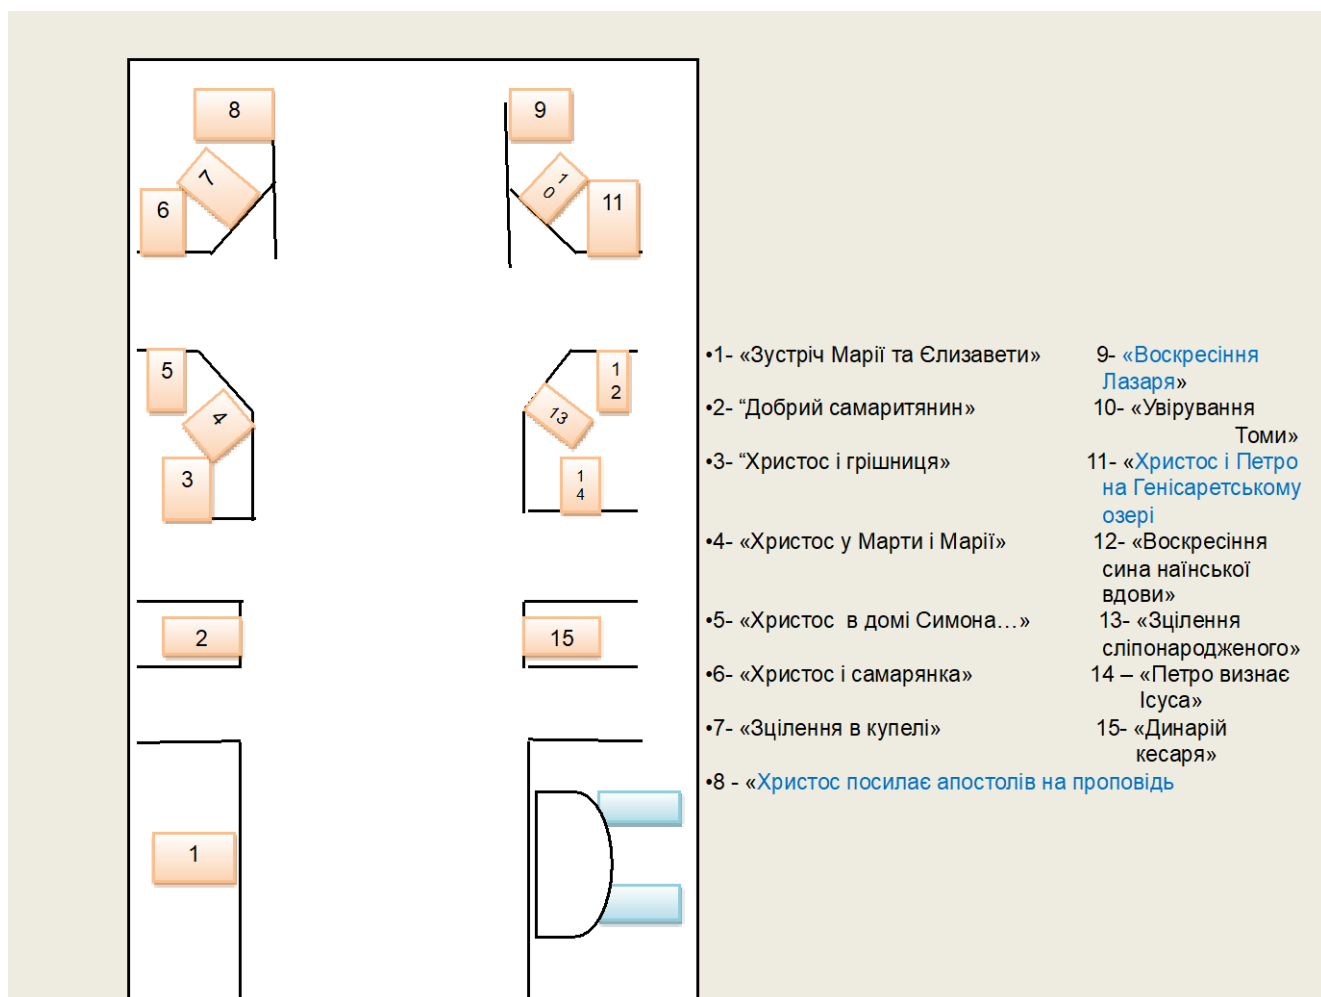 8
9
7
1
0
6
11
5
1
2
4
13
3
1
4
2
15
1
•1- «Зустріч Марії та Єлизавети» 9- «Воскресіння
Лазаря»
•2- “Добрий самаритянин» 10- «Увірування
Томи»
•3- “Христос і грішниця» 11- «Христос і Петро
на Генісаретському
озері
•4- «Христос у Марти і Марії» 12- «Воскресіння
сина наїнської
вдови»
•5- «Христос в домі Симона…» 13- «Зцілення
сліпонародженого»
•6- «Христос і самарянка» 14 – «Петро визнає
Ісуса»
•7- «Зцілення в купелі» 15- «Динарій
кесаря»
•8 - «Христос посилає апостолів на проповідь